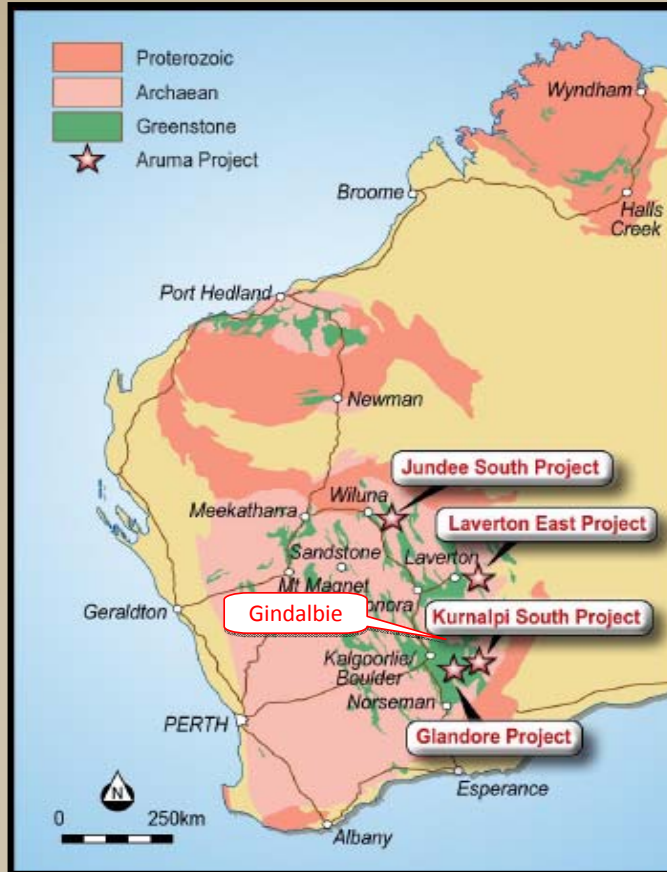 Proterozoic
Archaean
Greenstone
Aruma Project
Wyndham
Broome
Halls
Creek
Port Hedland
Newman
Jundee South Project
Wiluna
Meekatharra
Laverton East Project
Sandstone
Laverton
Mt Magnet
onora
Gindalbie
Kurnalpi South Project
Geraldton
Kalgoorlie/
Boulder
Norseman
PERTH
Glandore Project
N
0 250km
Esperance
Albany